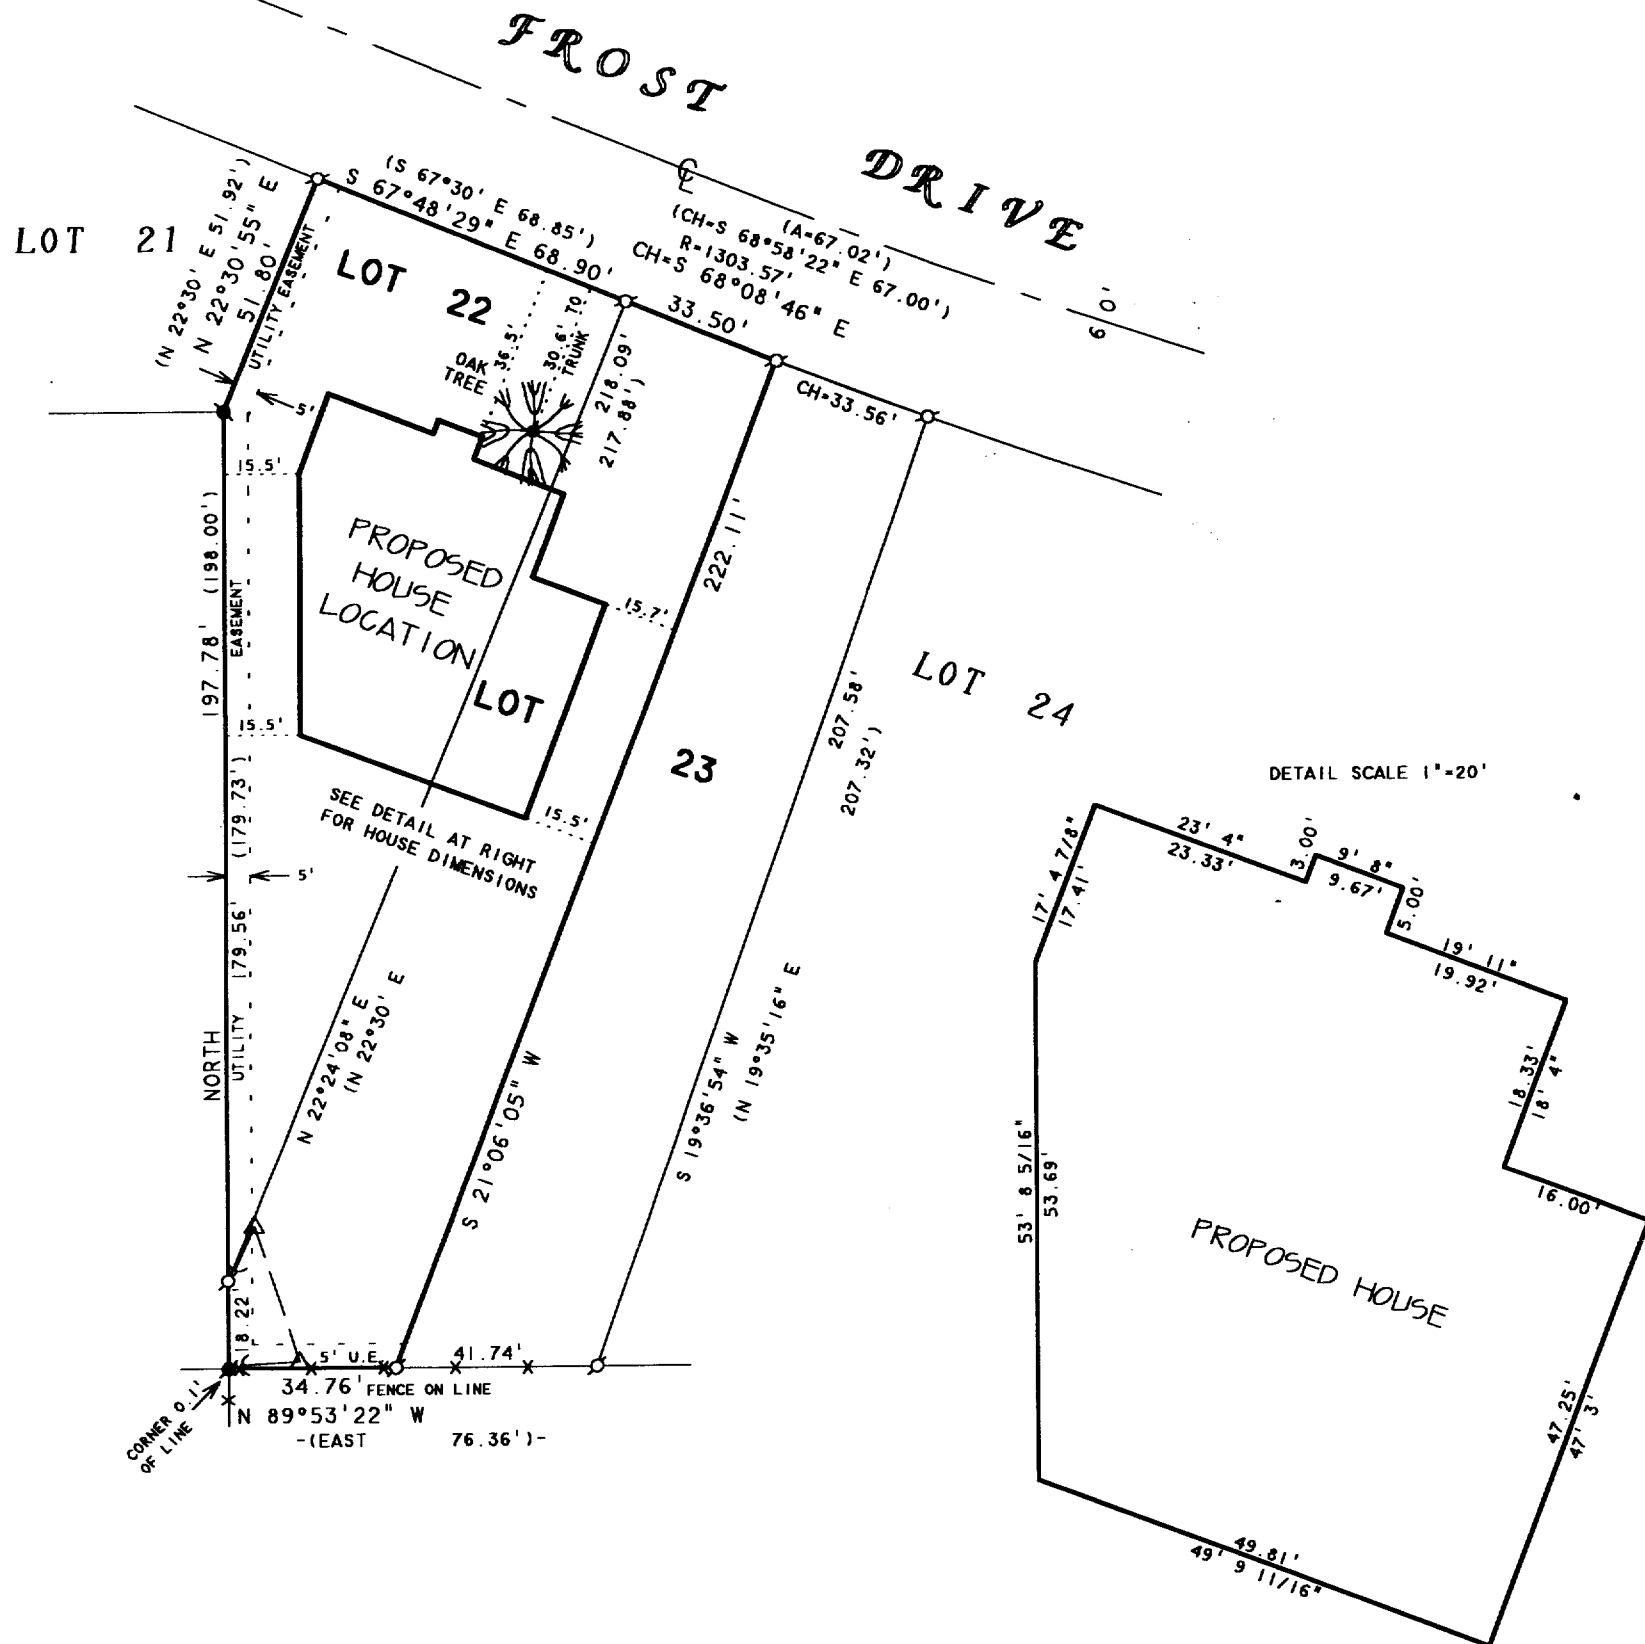 FROST DRIVE
℄
(S 67°30' E 68.85')
S 67°48'29" E 68.90'
(A=67.02')
(CH=S 68°58'22" E 67.00')
R=1303.57'
CH=S 68°08'46" E
33.50'
CH=33.56'
60'
LOT 21
(N 22°30' E 51.92')
N 22°30'55" E
51.80'
UTILITY EASEMENT
LOT 22
OAK
TREE
36.5'
30.6' TO
TRUNK
218.09'
217.88')
5'
15.5'
197.78' (198.00')
EASEMENT
PROPOSED
HOUSE
LOCATION
222.11'
15.7'
LOT 23
LOT 24
15.5'
15.5'
SEE DETAIL AT RIGHT
FOR HOUSE DIMENSIONS
(179.73')
179.56'
5'
UTILITY
NORTH
207.58'
207.32')
N 22°24'08" E
(N 22°30' E
S 21°06'05" W
S 19°36'54" W
(N 19°35'16" E
18.22'
5' U.E.
41.74'
34.76' FENCE ON LINE
N 89°53'22" W
-(EAST 76.36')-
CORNER 0.1'
OF LINE
DETAIL SCALE 1"=20'
17' 4 7/8"
17.41'
23' 4"
23.33'
3.00'
9' 8"
9.67'
5.00'
19' 11"
19.92'
18.33'
18' 4"
16.00'
53' 8 5/16"
53.69'
PROPOSED HOUSE
47.25'
47' 3'
49.81'
49' 9 11/16"